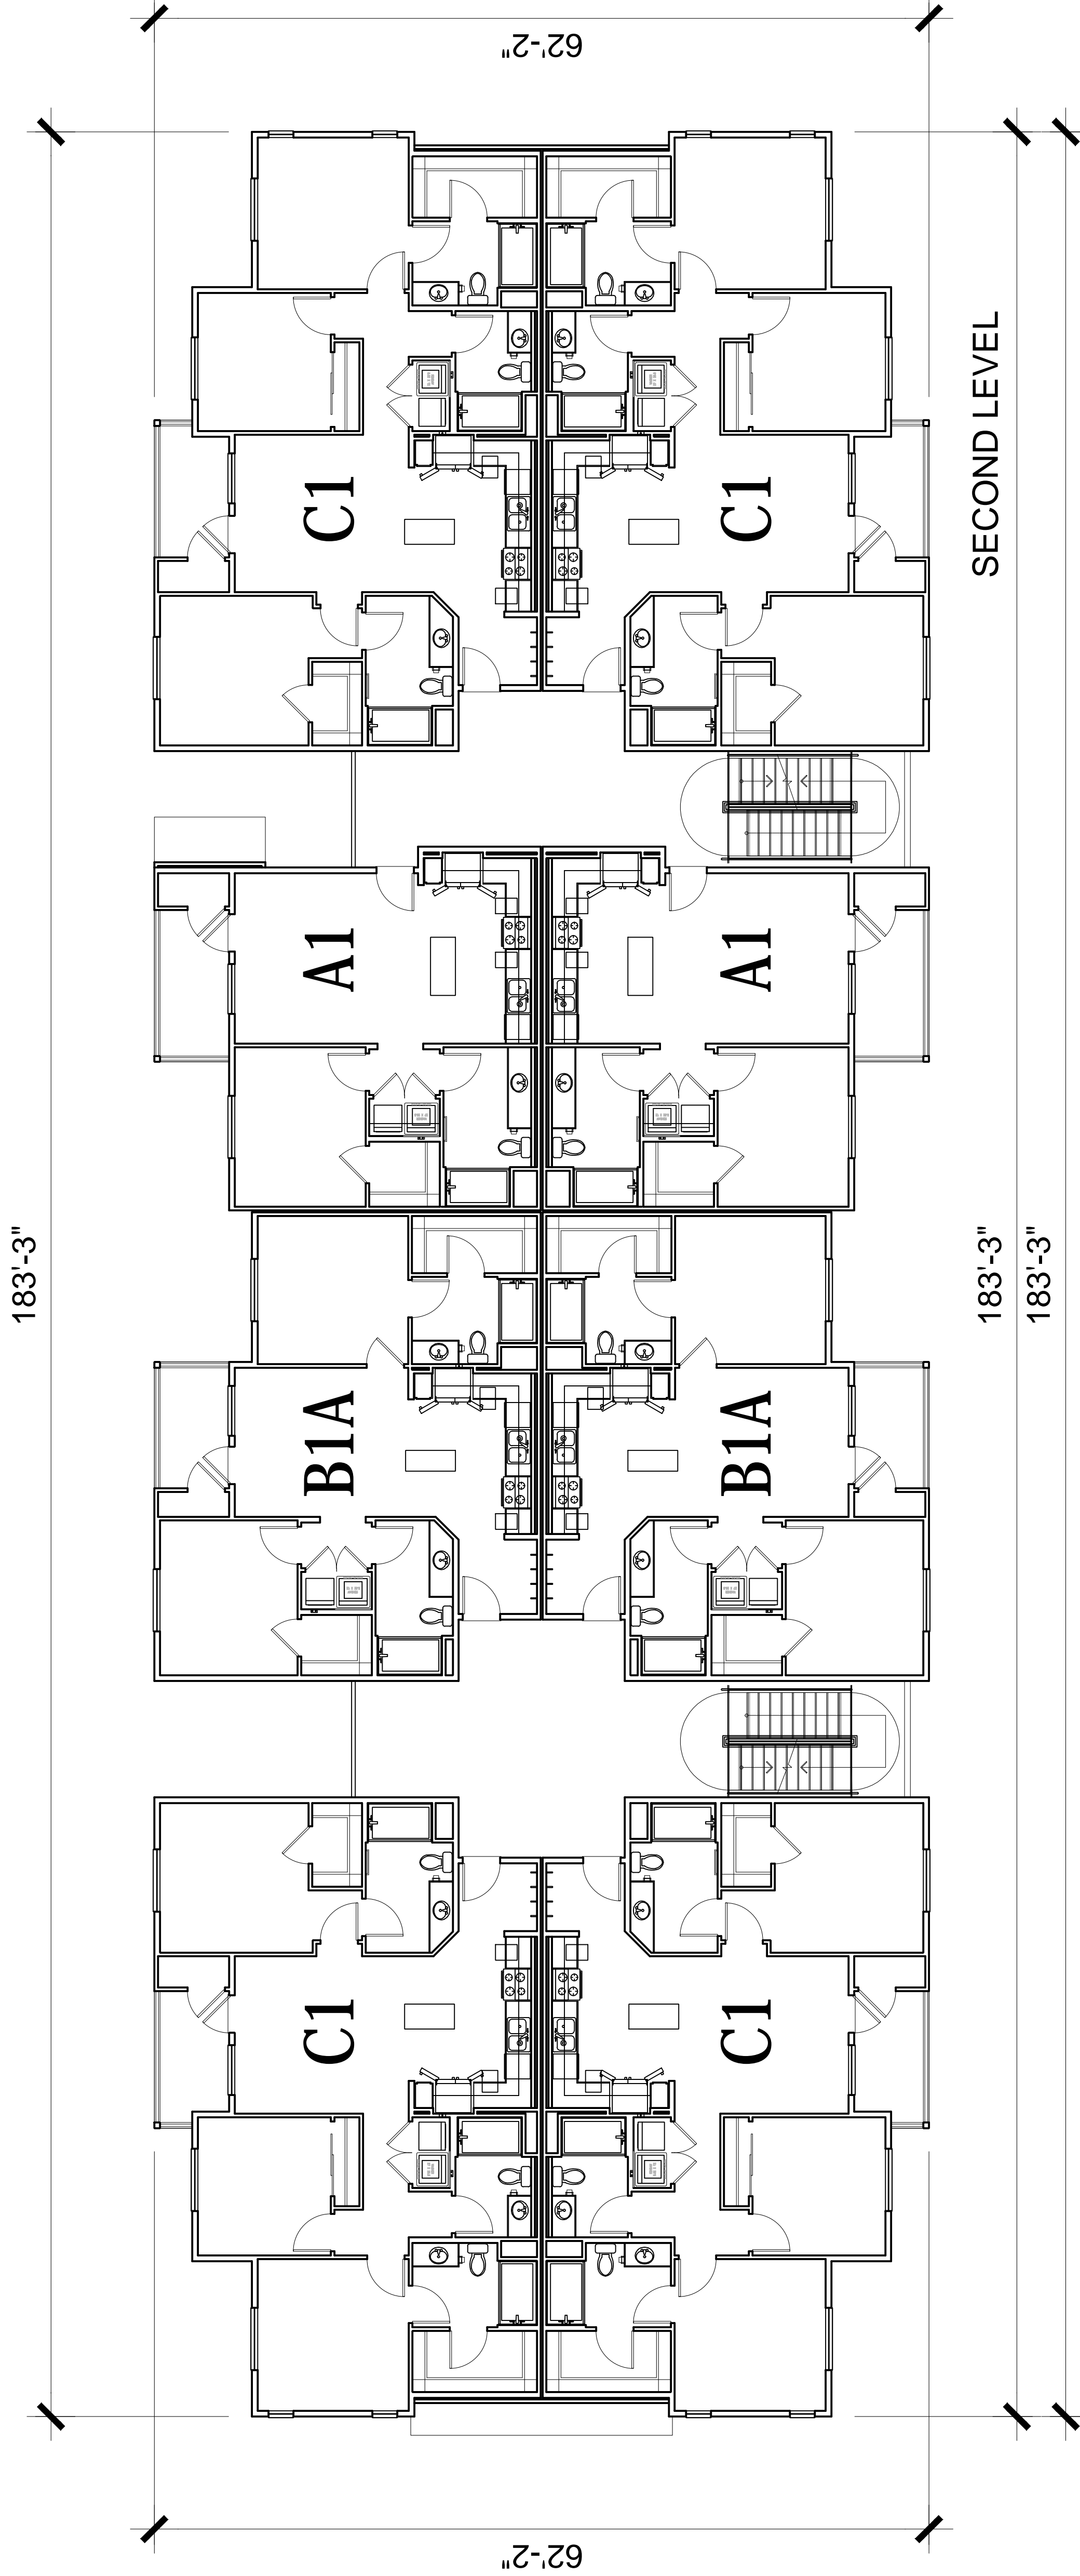 62'-2"
SECOND LEVEL
C1
C1
A1
A1
183'-3"
183'-3"
183'-3"
B1A
B1A
C1
C1
62'-2"